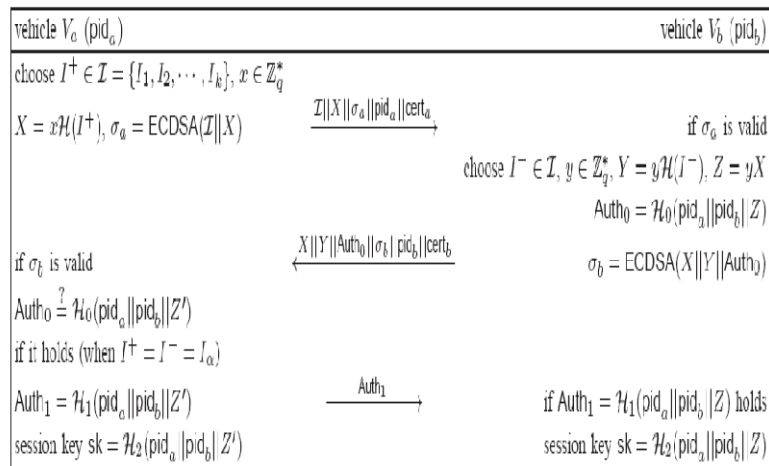 vehicle V_a (pid_a) vehicle V_b (pid_b)
choose I^+ ∈ 𝓘 = {I_1, I_2, ⋯, I_k}, x ∈ ℤ_q^*
X = xℋ(I^+), σ_a = ECDSA(𝓘||X) 𝓘||X||σ_a||pid_a||cert_a if σ_a is valid
choose I^- ∈ 𝓘, y ∈ ℤ_q^*, Y = yℋ(I^-), Z = yX
Auth_0 = ℋ_0(pid_a||pid_b||Z)
if σ_b is valid X||Y||Auth_0||σ_b| pid_b||cert_b σ_b = ECDSA(X||Y||Auth_0)
Auth_0 ≟ ℋ_0(pid_a||pid_b||Z′)
if it holds (when I^+ = I^- = I_α)
Auth_1 = ℋ_1(pid_a||pid_b||Z′) Auth_1 if Auth_1 = ℋ_1(pid_a||pid_b||Z) holds
session key sk = ℋ_2(pid_a||pid_b||Z′) session key sk = ℋ_2(pid_a||pid_b||Z)